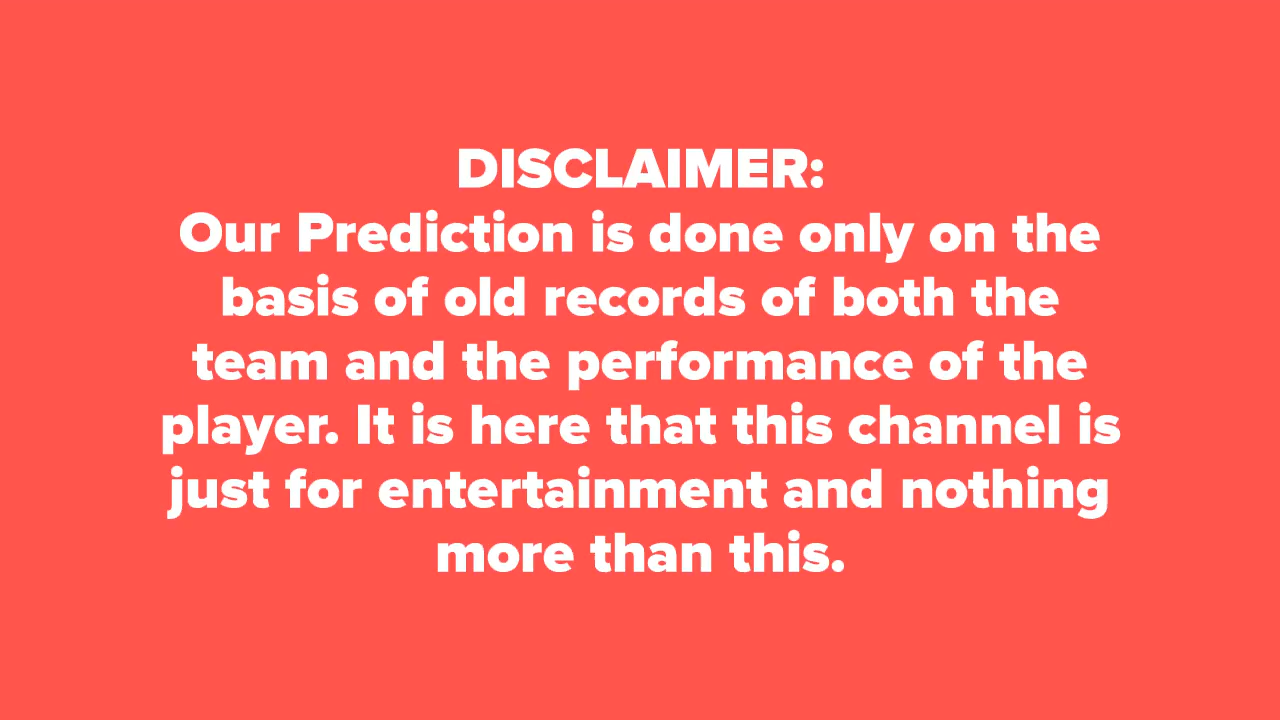 DISCLAIMER:
Our Prediction is done only on the
basis of old records of both the
team and the performance of the
player. It is here that this channel is
just for entertainment and nothing
more than this.